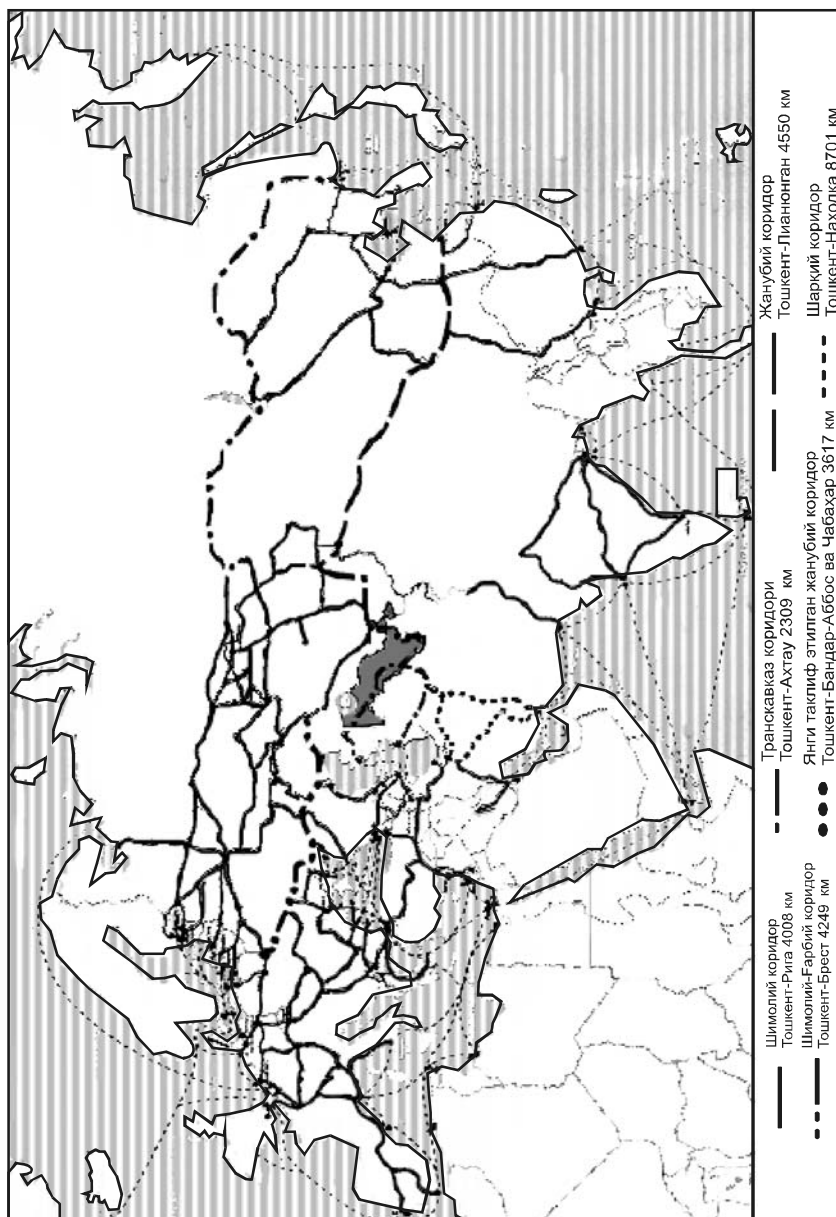 Шимолий коридор
Тошкент-Рига 4008 км
Шимолий-Ғарбий коридор
Тошкент-Брест 4249 км
Транскавказ коридори
Тошкент-Ахтау 2309 км
Янги таклиф этилган жанубий коридор
Тошкент-Бандар-Аббос ва Чабахар 3617 км
Жанубий коридор
Тошкент-Лианюнган 4550 км
Шаркий коридор
Тошкент-Находка 8701 км